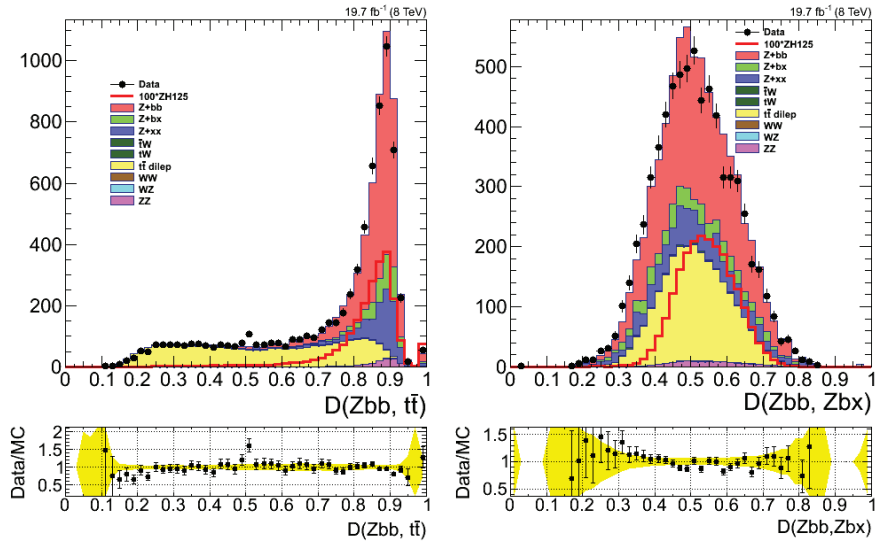 19.7 fb⁻¹ (8 TeV)
1000
800
600
400
200
0
Data
100*ZH125
Z+bb
Z+bx
Z+xx
t̄W
tW
tt̄ dilep
WW
WZ
ZZ
0 0.1 0.2 0.3 0.4 0.5 0.6 0.7 0.8 0.9 1
D(Zbb, tt̄)
Data/MC
2
1.5
1
0.5
0 0.1 0.2 0.3 0.4 0.5 0.6 0.7 0.8 0.9 1
D(Zbb, tt̄)
19.7 fb⁻¹ (8 TeV)
500
400
300
200
100
0
Data
100*ZH125
Z+bb
Z+bx
Z+xx
t̄W
tW
tt̄ dilep
WW
WZ
ZZ
0 0.1 0.2 0.3 0.4 0.5 0.6 0.7 0.8 0.9 1
D(Zbb, Zbx)
Data/MC
1.5
1
0.5
0 0.1 0.2 0.3 0.4 0.5 0.6 0.7 0.8 0.9 1
D(Zbb,Zbx)